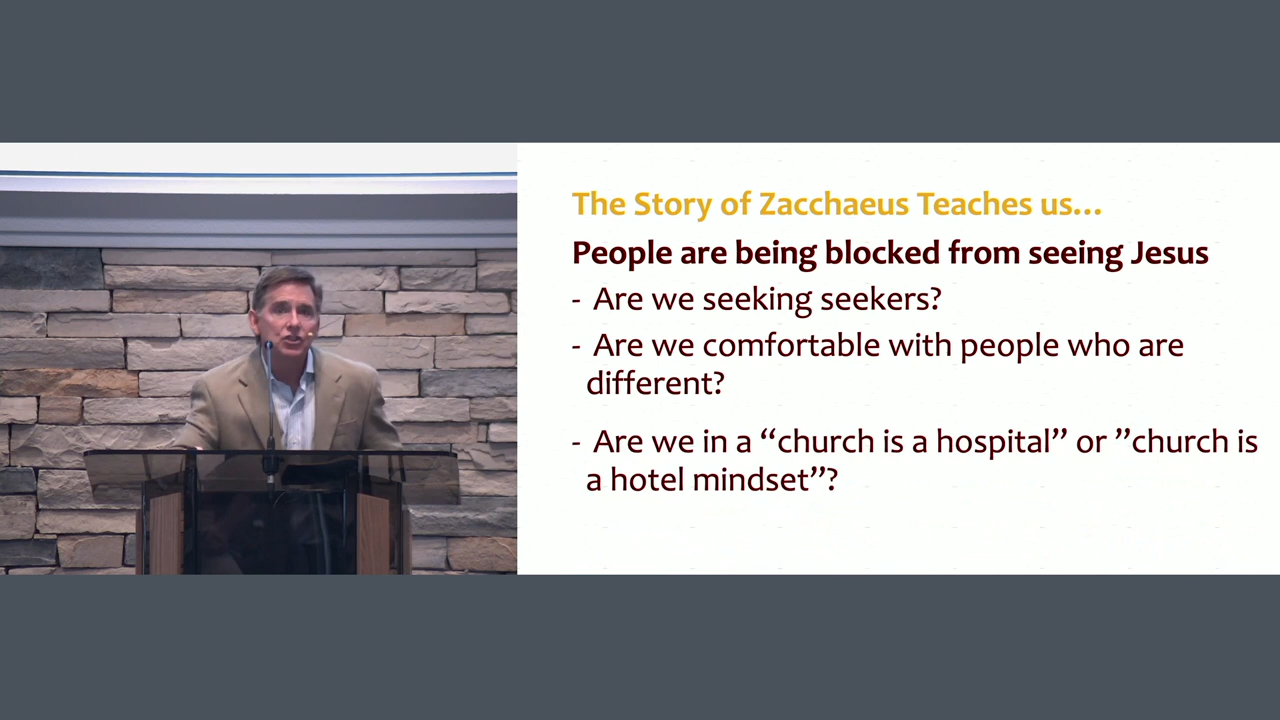 The Story of Zacchaeus Teaches us…
People are being blocked from seeing Jesus
- Are we seeking seekers?
- Are we comfortable with people who are
different?
- Are we in a “church is a hospital” or ”church is
a hotel mindset”?